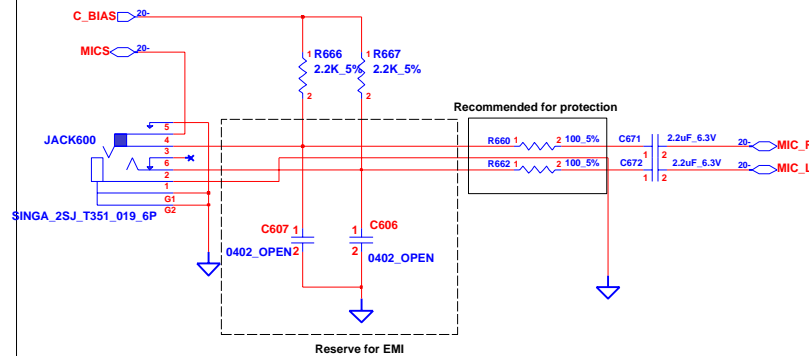 C_BIAS 20-
MICS 20-
1 R666 1 R667
2.2K_5% 2.2K_5%
2 2
Recommended for protection
JACK600
5
4
3
6
2
1
G1
G2
SINGA_2SJ_T351_019_6P
R660 1 2 100_5% C671 2.2uF_6.3V 20-
1 2
R662 1 2 100_5% C672 2.2uF_6.3V 20- MIC_L
1 2
C607 1 C606
1
2 2
0402_OPEN 0402_OPEN
Reserve for EMI